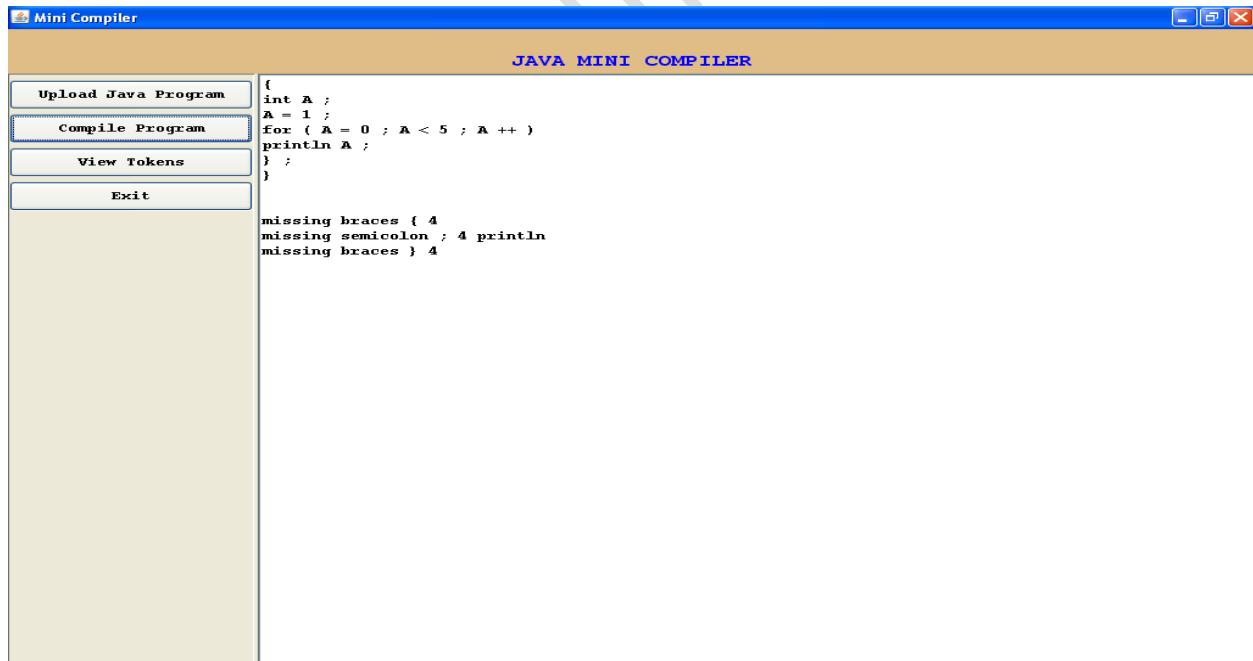 Mini Compiler
JAVA MINI COMPILER
Upload Java Program
Compile Program
View Tokens
Exit
{
int A ;
A = 1 ;
for ( A = 0 ; A < 5 ; A ++ )
println A ;
} ;
}
missing braces { 4
missing semicolon ; 4 println
missing braces } 4